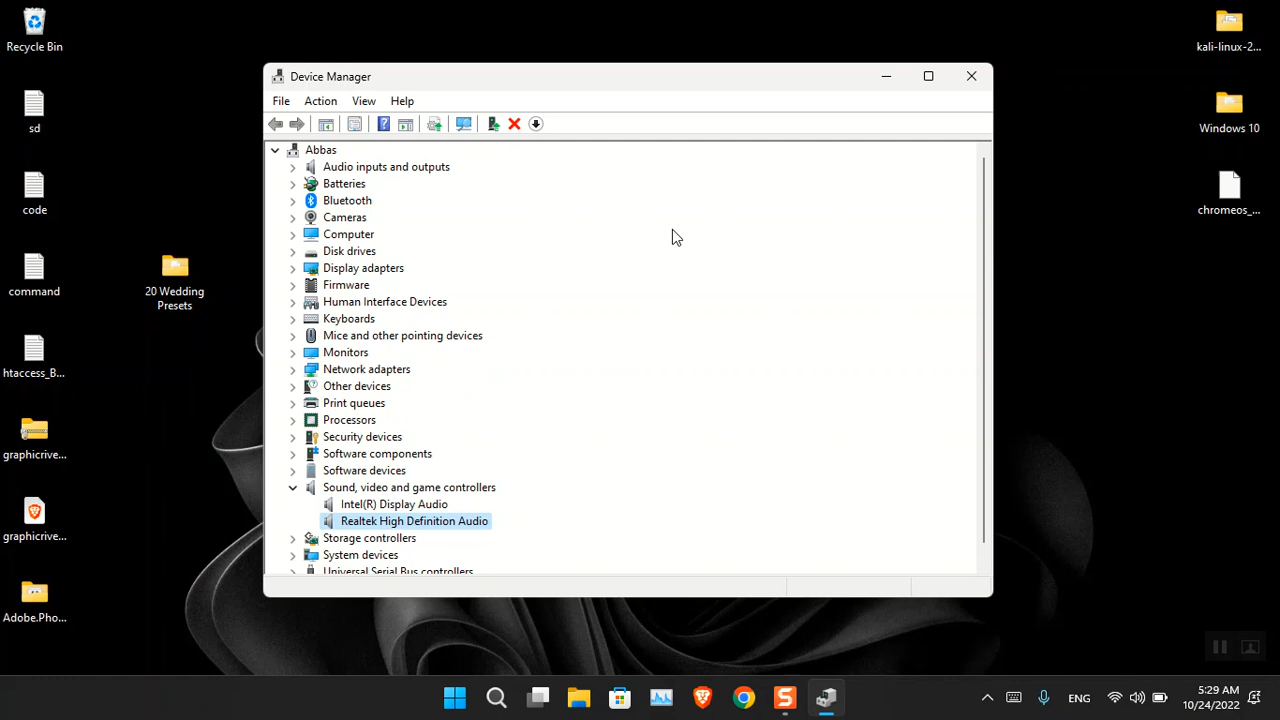 Recycle Bin
sd
code
command
htaccess_B...
graphicrive...
graphicrive...
Adobe.Pho...
20 Wedding
Presets
Device Manager
File Action View Help
Abbas
Audio inputs and outputs
Batteries
Bluetooth
Cameras
Computer
Disk drives
Display adapters
Firmware
Human Interface Devices
Keyboards
Mice and other pointing devices
Monitors
Network adapters
Other devices
Print queues
Processors
Security devices
Software components
Software devices
Sound, video and game controllers
Intel(R) Display Audio
Realtek High Definition Audio
Storage controllers
System devices
Universal Serial Bus controllers
kali-linux-2...
Windows 10
chromeos_...
ENG
5:29 AM
10/24/2022